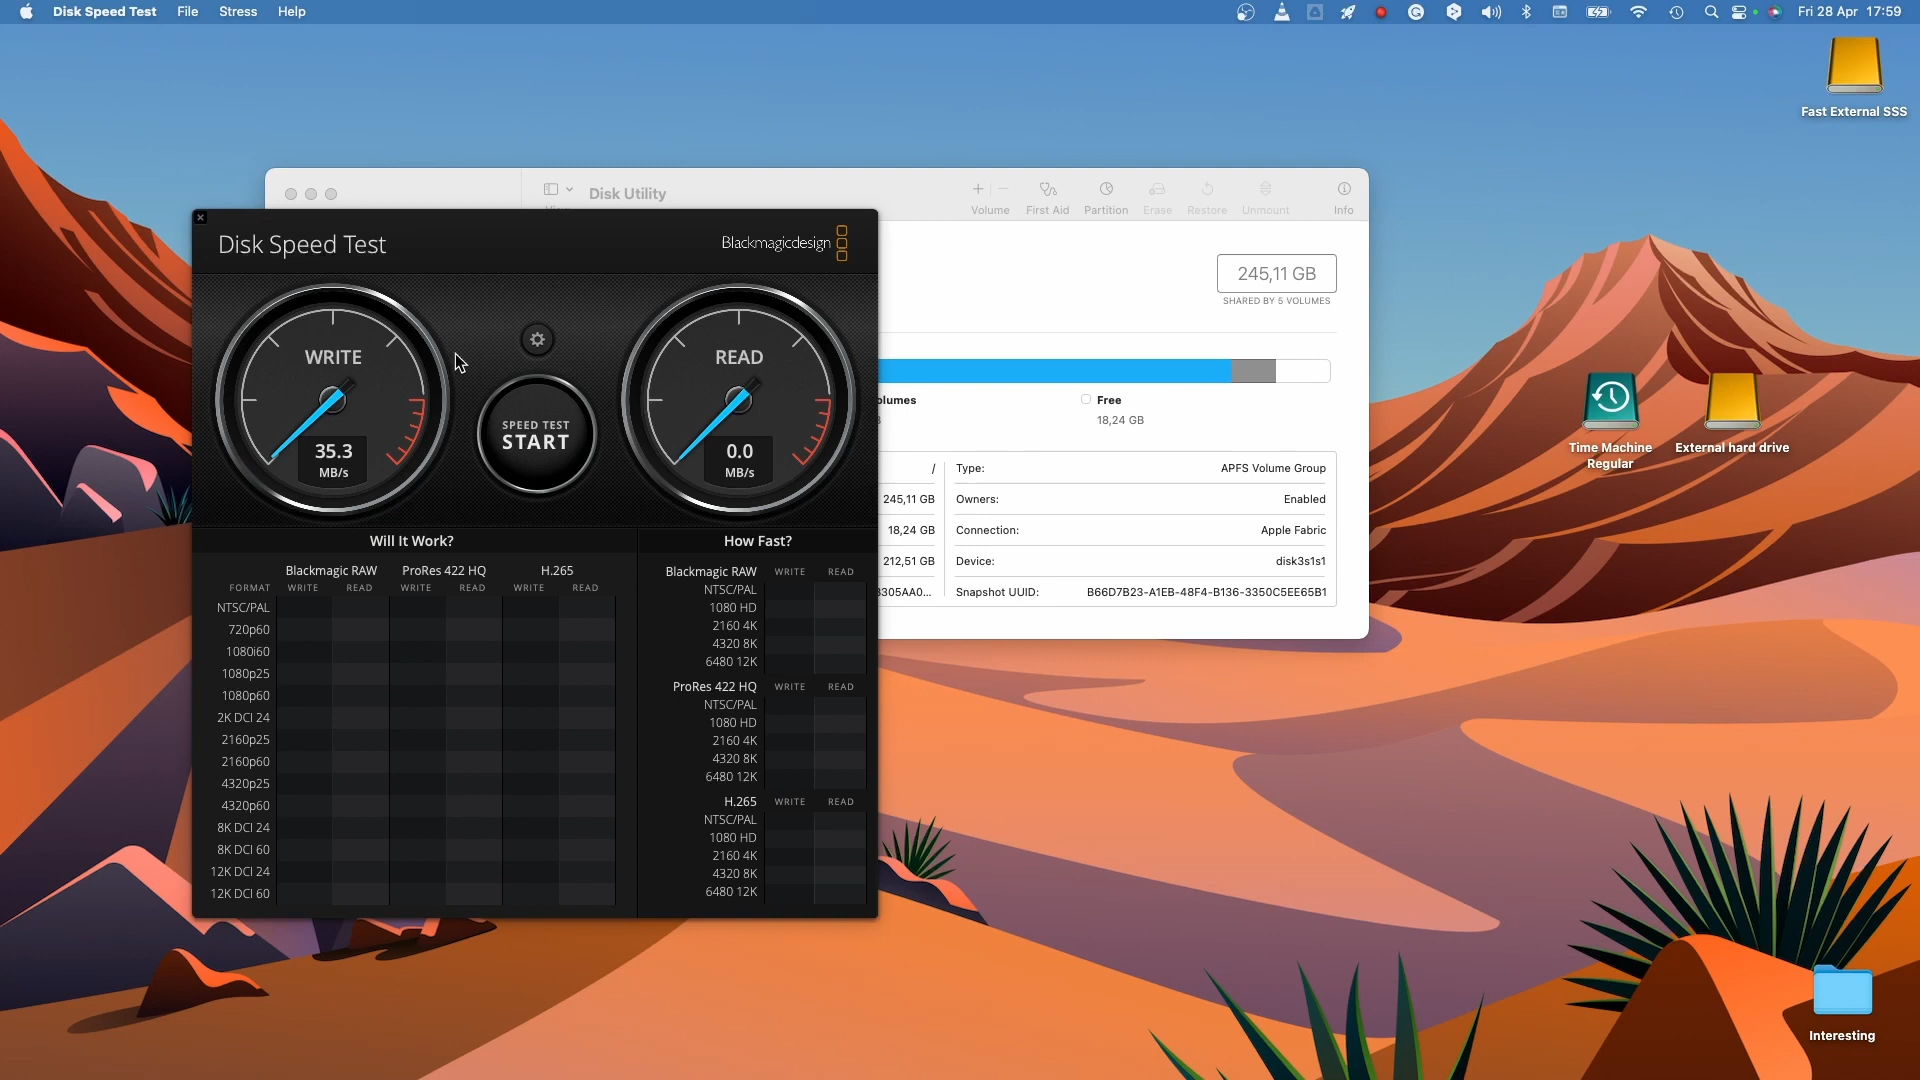 Disk Speed Test File Stress Help
Fri 28 Apr 17:59
Fast External SSS
Disk Utility
Volume First Aid Partition Erase Restore Unmount Info
Disk Speed Test
Blackmagicdesign
245,11 GB
SHARED BY 5 VOLUMES
WRITE
35.3
MB/s
SPEED TEST
START
READ
0.0
MB/s
olumes
Free
18,24 GB
/ Type: APFS Volume Group
245,11 GB Owners: Enabled
18,24 GB Connection: Apple Fabric
212,51 GB Device: disk3s1s1
3305AA0... Snapshot UUID: B66D7B23-A1EB-48F4-B136-3350C5EE65B1
Time Machine
Regular
External hard drive
Will It Work?
Blackmagic RAW ProRes 422 HQ H.265
FORMAT WRITE READ WRITE READ WRITE READ
NTSC/PAL
720p60
1080i60
1080p25
1080p60
2K DCI 24
2160p25
2160p60
4320p25
4320p60
8K DCI 24
8K DCI 60
12K DCI 24
12K DCI 60
How Fast?
Blackmagic RAW WRITE READ
NTSC/PAL
1080 HD
2160 4K
4320 8K
6480 12K
ProRes 422 HQ WRITE READ
NTSC/PAL
1080 HD
2160 4K
4320 8K
6480 12K
H.265 WRITE READ
NTSC/PAL
1080 HD
2160 4K
4320 8K
6480 12K
Interesting